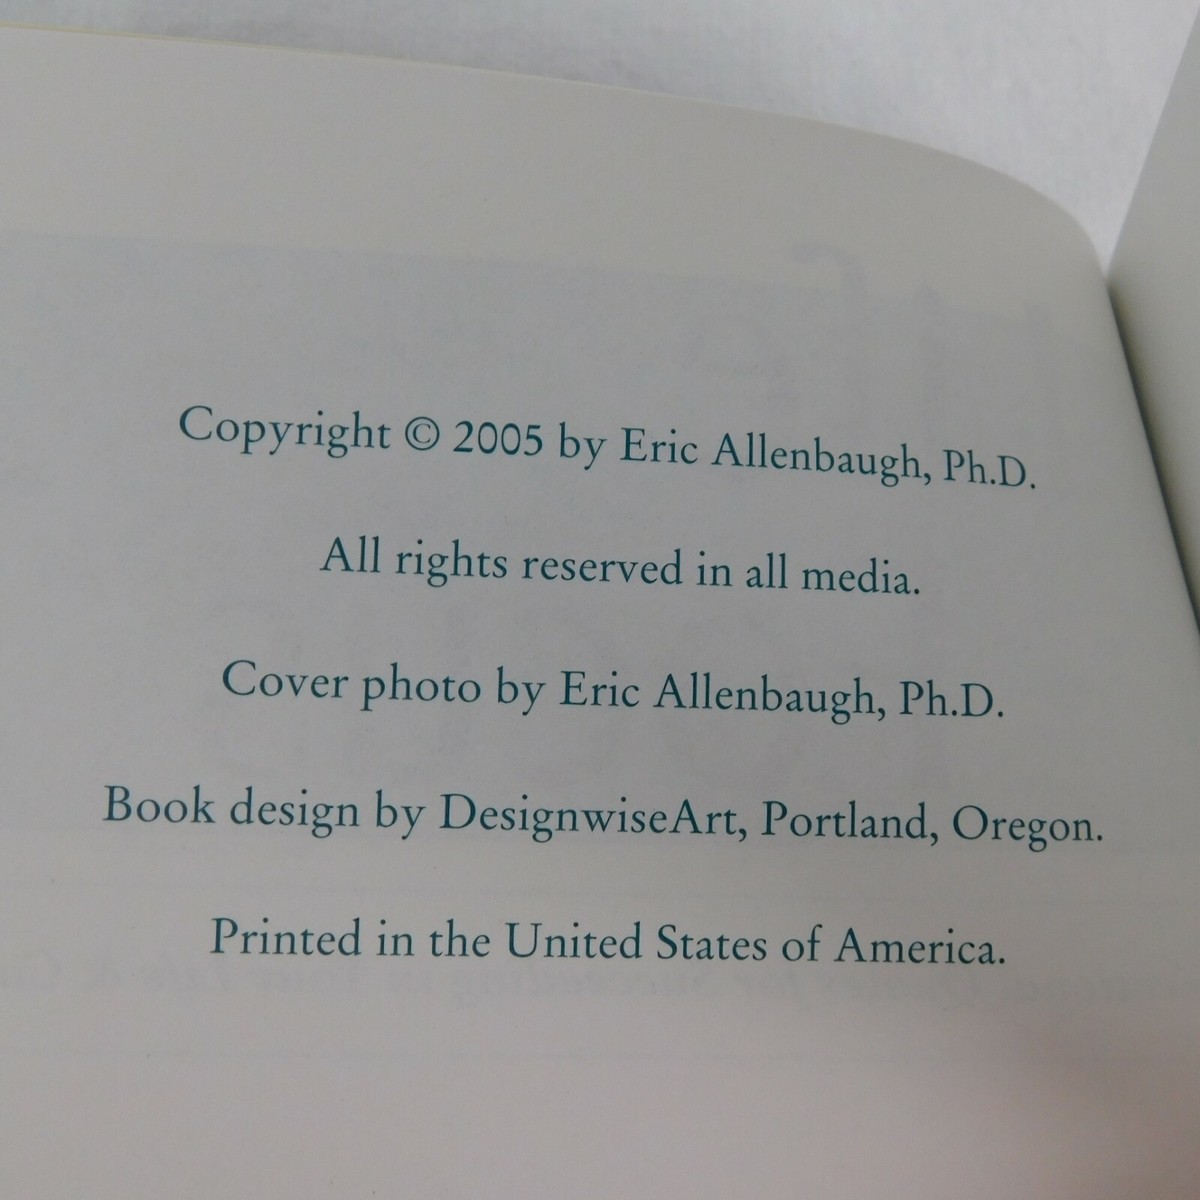 Copyright © 2005 by Eric Allenbaugh, Ph.D.
All rights reserved in all media.
Cover photo by Eric Allenbaugh, Ph.D.
Book design by DesignwiseArt, Portland, Oregon.
Printed in the United States of America.